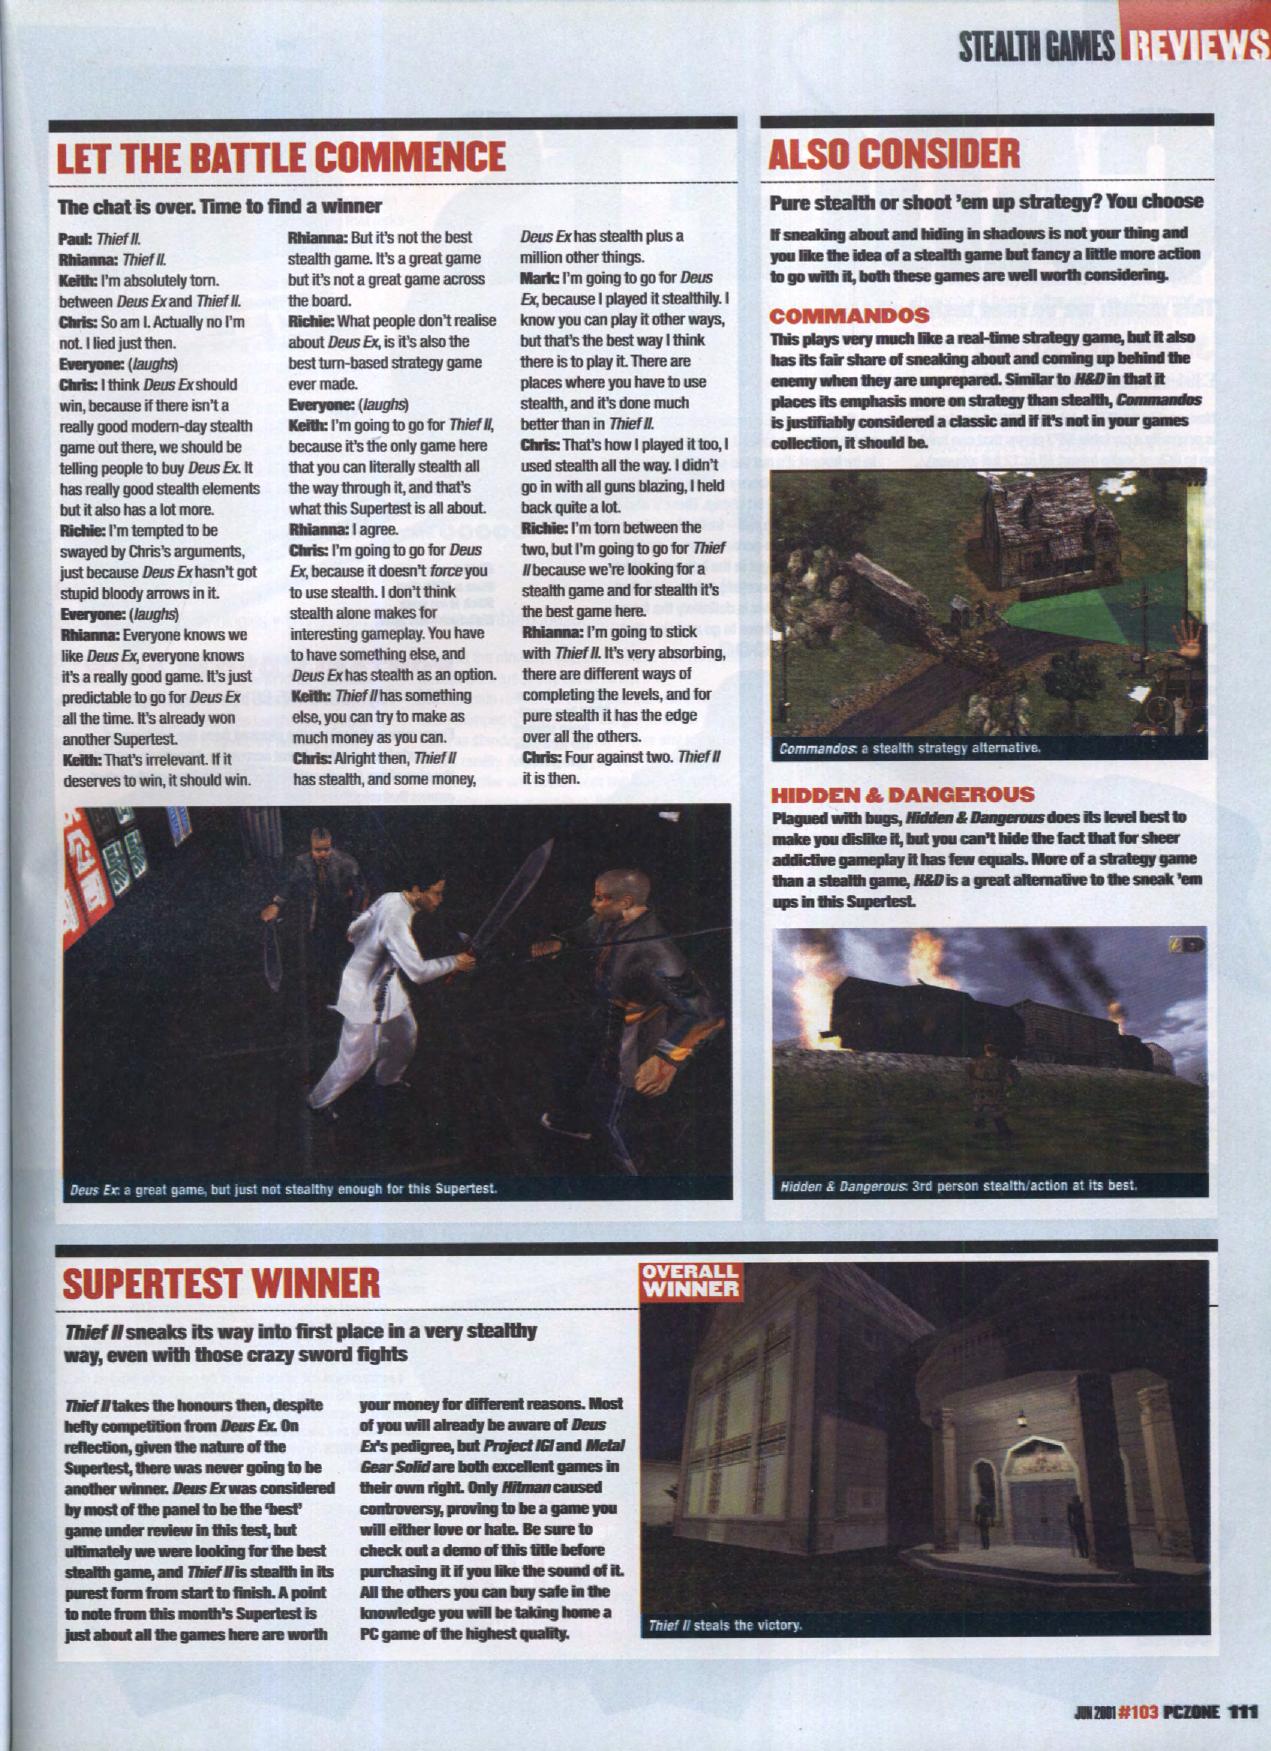 STEALTH GAMES REVIEWS
LET THE BATTLE COMMENCE
The chat is over. Time to find a winner
Paul: Thief II.
Rhianna: Thief II.
Keith: I'm absolutely torn.
between Deus Ex and Thief II.
Chris: So am I. Actually no I'm
not. I lied just then.
Everyone: (laughs)
Chris: I think Deus Ex should
win, because if there isn't a
really good modern-day stealth
game out there, we should be
telling people to buy Deus Ex. It
has really good stealth elements
but it also has a lot more.
Richie: I'm tempted to be
swayed by Chris's arguments,
just because Deus Ex hasn't got
stupid bloody arrows in it.
Everyone: (laughs)
Rhianna: Everyone knows we
like Deus Ex, everyone knows
it's a really good game. It's just
predictable to go for Deus Ex
all the time. It's already won
another Supertest.
Keith: That's irrelevant. If it
deserves to win, it should win.
Rhianna: But it's not the best
stealth game. It's a great game
but it's not a great game across
the board.
Richie: What people don't realise
about Deus Ex, is it's also the
best turn-based strategy game
ever made.
Everyone: (laughs)
Keith: I'm going to go for Thief II,
because it's the only game here
that you can literally stealth all
the way through it, and that's
what this Supertest is all about.
Rhianna: I agree.
Chris: I'm going to go for Deus
Ex, because it doesn't force you
to use stealth. I don't think
stealth alone makes for
interesting gameplay. You have
to have something else, and
Deus Ex has stealth as an option.
Keith: Thief II has something
else, you can try to make as
much money as you can.
Chris: Alright then, Thief II
has stealth, and some money,
Deus Ex has stealth plus a
million other things.
Mark: I'm going to go for Deus
Ex, because I played it stealthily. I
know you can play it other ways,
but that's the best way I think
there is to play it. There are
places where you have to use
stealth, and it's done much
better than in Thief II.
Chris: That's how I played it too, I
used stealth all the way. I didn't
go in with all guns blazing, I held
back quite a lot.
Richie: I'm torn between the
two, but I'm going to go for Thief
II because we're looking for a
stealth game and for stealth it's
the best game here.
Rhianna: I'm going to stick
with Thief II. It's very absorbing,
there are different ways of
completing the levels, and for
pure stealth it has the edge
over all the others.
Chris: Four against two. Thief II
it is then.
Deus Ex: a great game, but just not stealthy enough for this Supertest.
ALSO CONSIDER
Pure stealth or shoot 'em up strategy? You choose
If sneaking about and hiding in shadows is not your thing and
you like the idea of a stealth game but fancy a little more action
to go with it, both these games are well worth considering.
COMMANDOS
This plays very much like a real-time strategy game, but it also
has its fair share of sneaking about and coming up behind the
enemy when they are unprepared. Similar to H&D in that it
places its emphasis more on strategy than stealth, Commandos
is justifiably considered a classic and if it's not in your games
collection, it should be.
Commandos: a stealth strategy alternative.
HIDDEN & DANGEROUS
Plagued with bugs, Hidden & Dangerous does its level best to
make you dislike it, but you can't hide the fact that for sheer
addictive gameplay it has few equals. More of a strategy game
than a stealth game, H&D is a great alternative to the sneak 'em
ups in this Supertest.
Hidden & Dangerous: 3rd person stealth/action at its best.
SUPERTEST WINNER
Thief II sneaks its way into first place in a very stealthy
way, even with those crazy sword fights
Thief II takes the honours then, despite
hefty competition from Deus Ex. On
reflection, given the nature of the
Supertest, there was never going to be
another winner. Deus Ex was considered
by most of the panel to be the 'best'
game under review in this test, but
ultimately we were looking for the best
stealth game, and Thief II is stealth in its
purest form from start to finish. A point
to note from this month's Supertest is
just about all the games here are worth
your money for different reasons. Most
of you will already be aware of Deus
Ex's pedigree, but Project IGI and Metal
Gear Solid are both excellent games in
their own right. Only Hitman caused
controversy, proving to be a game you
will either love or hate. Be sure to
check out a demo of this title before
purchasing it if you like the sound of it.
All the others you can buy safe in the
knowledge you will be taking home a
PC game of the highest quality.
OVERALL
WINNER
Thief II steals the victory.
JUN 2001 #103 PCZONE 111